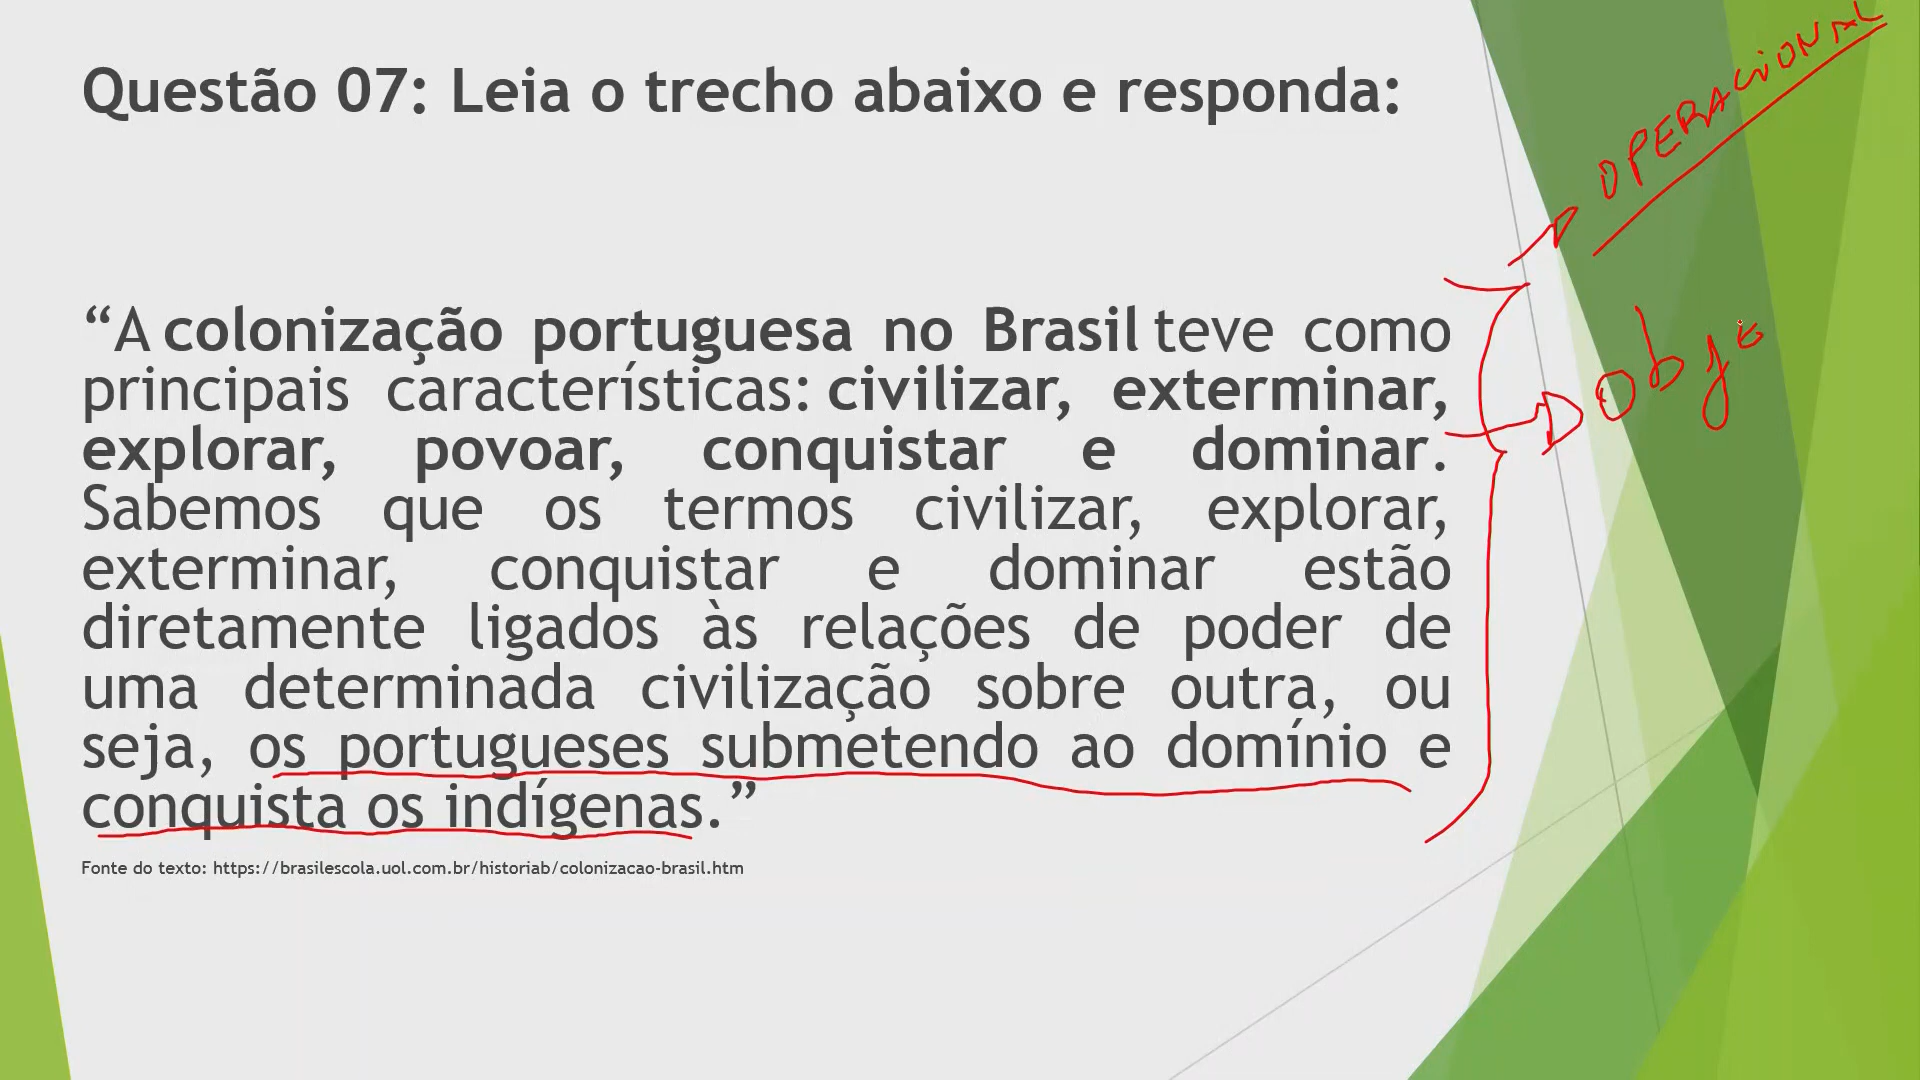 Questão 07: Leia o trecho abaixo e responda:
OPERACIONAL
obje
“A colonização portuguesa no Brasil teve como
principais características: civilizar, exterminar,
explorar, povoar, conquistar e dominar.
Sabemos que os termos civilizar, explorar,
exterminar, conquistar e dominar estão
diretamente ligados às relações de poder de
uma determinada civilização sobre outra, ou
seja, os portugueses submetendo ao domínio e
conquista os indígenas.”
Fonte do texto: https://brasilescola.uol.com.br/historiab/colonizacao-brasil.htm